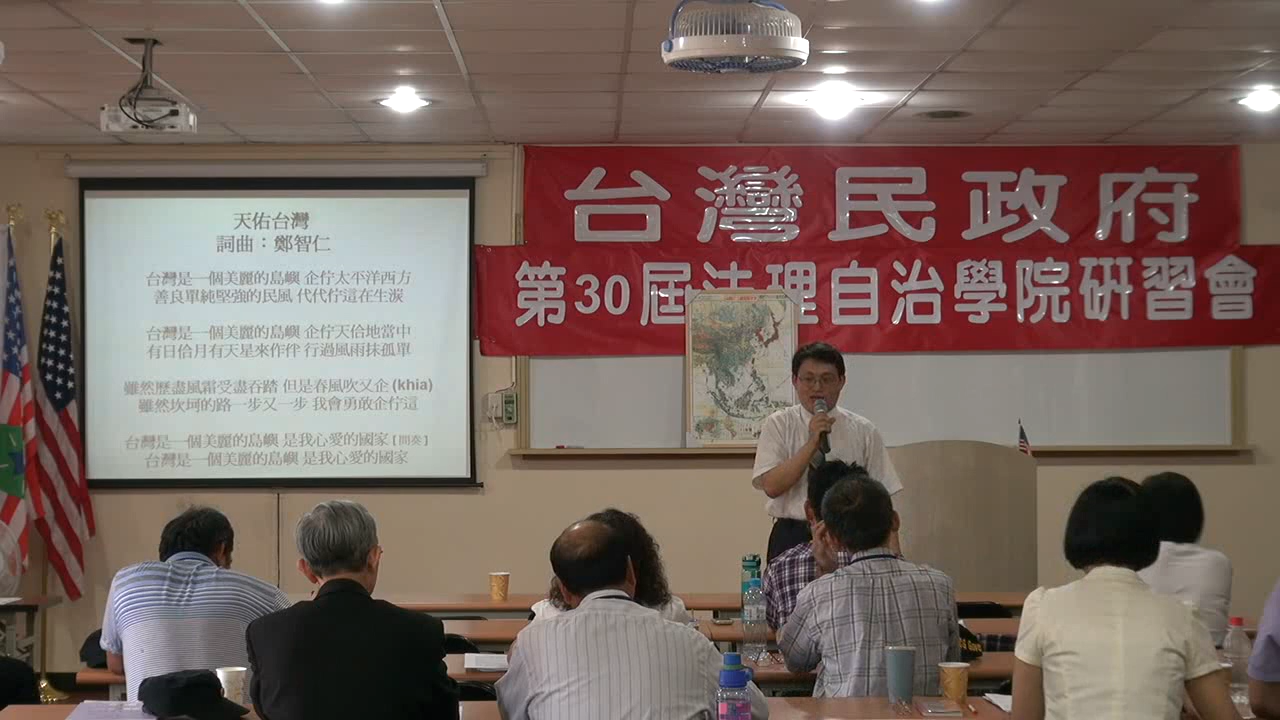 台灣民政府
第30屆法理自治學院研習會
天佑台灣
詞曲：鄭智仁
台灣是一個美麗的島嶼 企佇太平洋西方
善良單純堅強的民風 代代佇這在生湠
台灣是一個美麗的島嶼 企佇天佮地當中
有日佮月有天星來作伴 行過風雨抹孤單
雖然歷盡風霜受盡吞踏 但是春風吹又企 (khia)
雖然坎坷的路一步又一步 我會勇敢企佇這
台灣是一個美麗的島嶼 是我心愛的國家 [間奏]
台灣是一個美麗的島嶼 是我心愛的國家